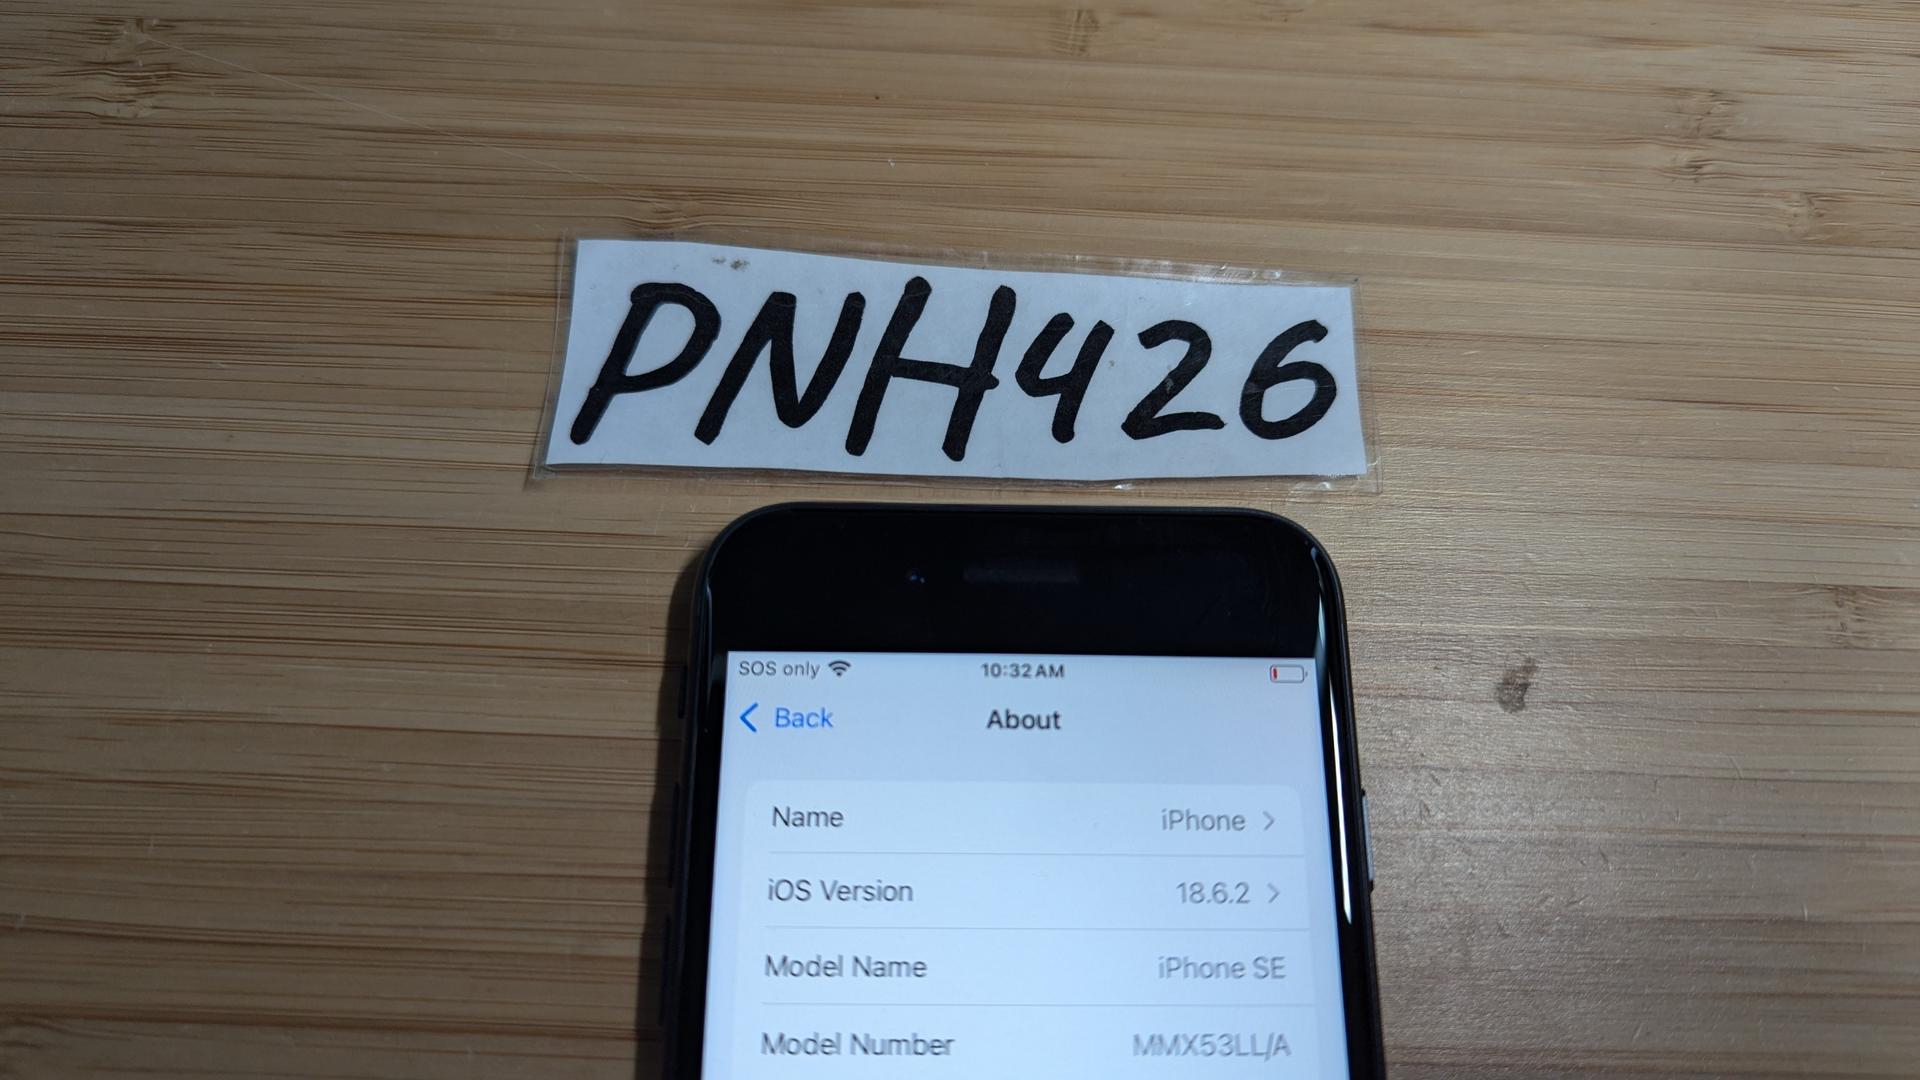 PNH426
SOS only 10:32 AM
Back About
Name iPhone
iOS Version 18.6.2
Model Name iPhone SE
Model Number MMX53LL/A